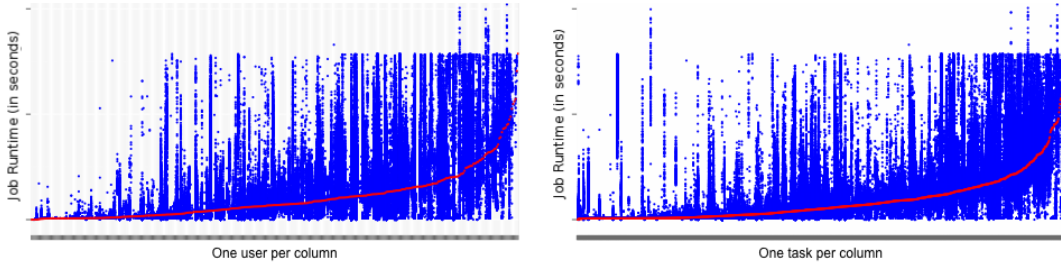 Job Runtime (in seconds)
One user per column
Job Runtime (in seconds)
One task per column